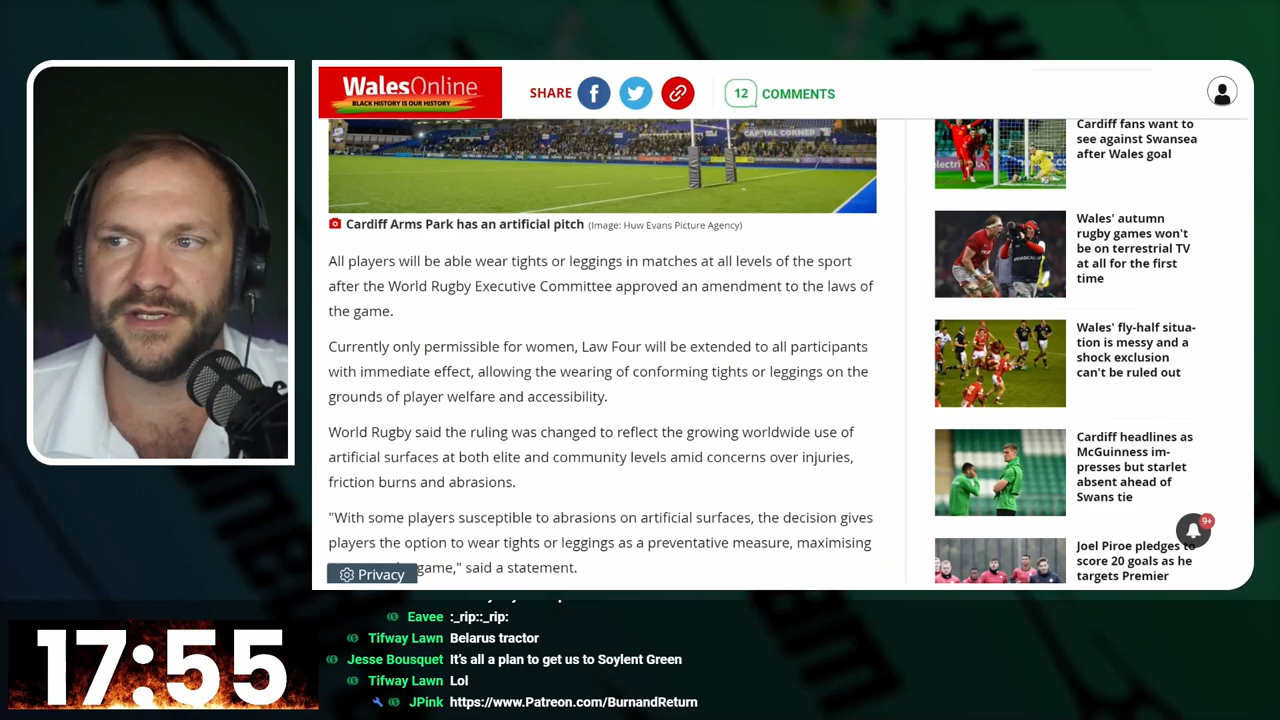 WalesOnline
BLACK HISTORY IS OUR HISTORY
SHARE
12 COMMENTS
CAPITAL CORNER
Cardiff Arms Park has an artificial pitch (Image: Huw Evans Picture Agency)
All players will be able wear tights or leggings in matches at all levels of the sport
after the World Rugby Executive Committee approved an amendment to the laws of
the game.
Currently only permissible for women, Law Four will be extended to all participants
with immediate effect, allowing the wearing of conforming tights or leggings on the
grounds of player welfare and accessibility.
World Rugby said the ruling was changed to reflect the growing worldwide use of
artificial surfaces at both elite and community levels amid concerns over injuries,
friction burns and abrasions.
"With some players susceptible to abrasions on artificial surfaces, the decision gives
players the option to wear tights or leggings as a preventative measure, maximising
game," said a statement.
Privacy
Cardiff fans want to
see against Swansea
after Wales goal
Wales' autumn
rugby games won't
be on terrestrial TV
at all for the first
time
Wales' fly-half situa-
tion is messy and a
shock exclusion
can't be ruled out
Cardiff headlines as
McGuinness im-
presses but starlet
absent ahead of
Swans tie
9+
Joel Piroe pledges to
score 20 goals as he
targets Premier
17:55
Eavee :_rip::_rip:
Tifway Lawn Belarus tractor
Jesse Bousquet It's all a plan to get us to Soylent Green
Tifway Lawn Lol
JPink https://www.Patreon.com/BurnandReturn